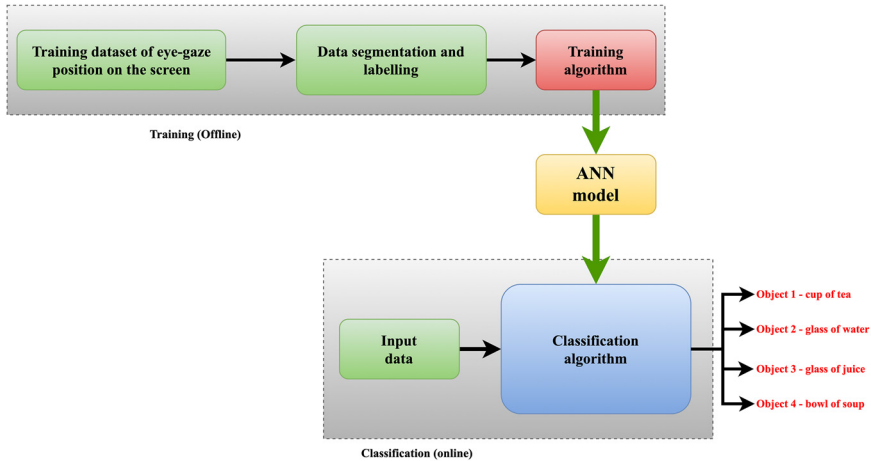 Training dataset of eye-gaze
position on the screen
Data segmentation and
labelling
Training
algorithm
Training (Offline)
ANN
model
Input
data
Classification
algorithm
Object 1 - cup of tea
Object 2 - glass of water
Object 3 - glass of juice
Object 4 - bowl of soup
Classification (online)